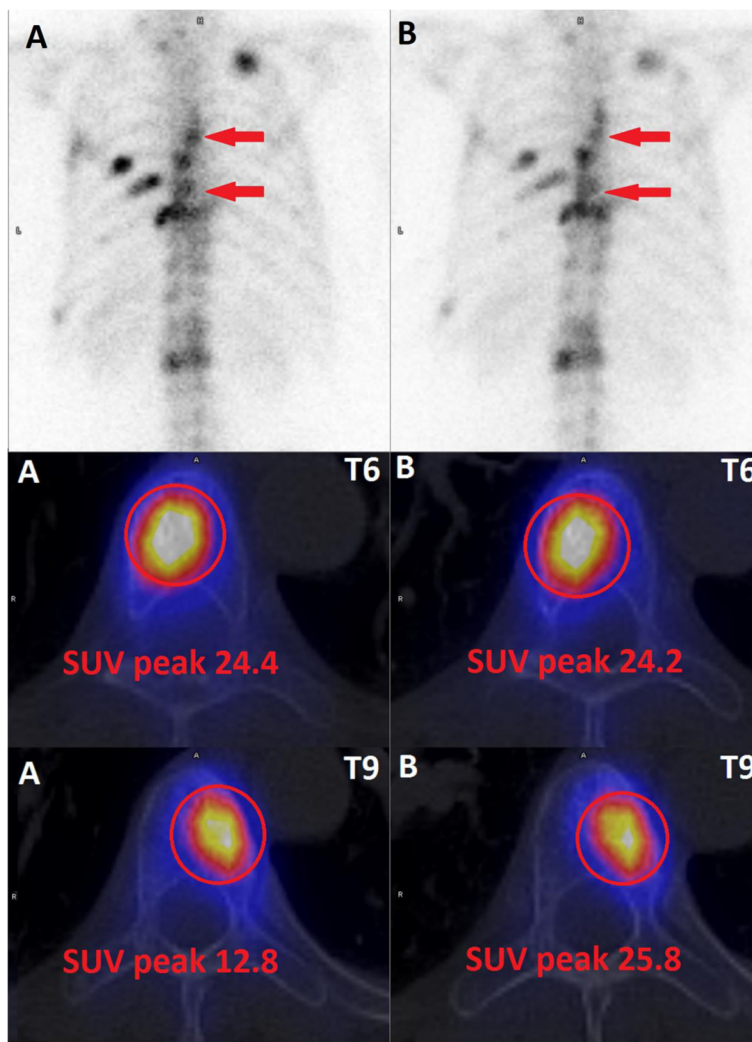 A
H
B
H
L
L
A
A
T6
B
A
T6
R
R
SUV peak 24.4
SUV peak 24.2
A
A
T9
B
A
T9
R
R
SUV peak 12.8
SUV peak 25.8